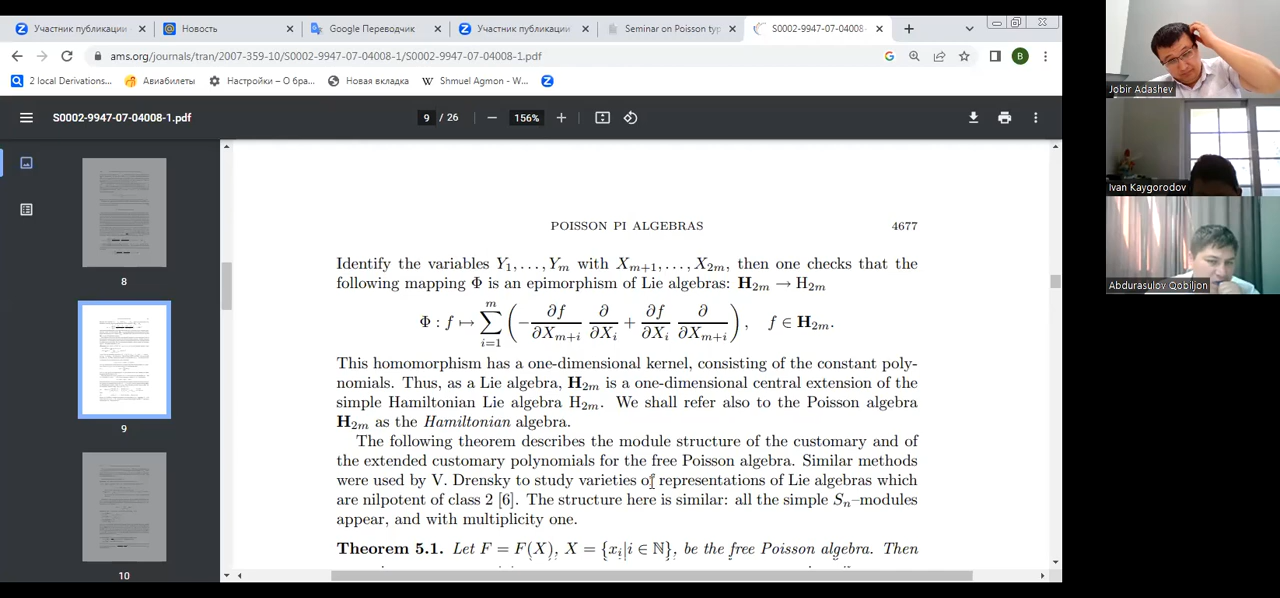 Участник публикации
Новость
Google Переводчик
Участник публикации
Seminar on Poisson typ
S0002-9947-07-04008-
ams.org/journals/tran/2007-359-10/S0002-9947-07-04008-1/S0002-9947-07-04008-1.pdf
B
2 local Derivations...
Авиабилеты
Настройки – О бра...
Новая вкладка
Shmuel Agmon - W...
S0002-9947-07-04008-1.pdf
9 / 26
156%
8
9
10
POISSON PI ALGEBRAS 4677
Identify the variables Y₁, . . . , Yₘ with Xₘ₊₁, . . . , X₂ₘ, then one checks that the
following mapping Φ is an epimorphism of Lie algebras: H₂ₘ → H₂ₘ
Φ : f ↦ ∑_{i=1}^{m} ( − ∂f/∂X_{m+i} ∂/∂X_i + ∂f/∂X_i ∂/∂X_{m+i} ) , f ∈ H₂ₘ.
This homomorphism has a one-dimensional kernel, consisting of the constant poly-
nomials. Thus, as a Lie algebra, H₂ₘ is a one-dimensional central extension of the
simple Hamiltonian Lie algebra H₂ₘ. We shall refer also to the Poisson algebra
H₂ₘ as the Hamiltonian algebra.
The following theorem describes the module structure of the customary and of
the extended customary polynomials for the free Poisson algebra. Similar methods
were used by V. Drensky to study varieties of representations of Lie algebras which
are nilpotent of class 2 [6]. The structure here is similar: all the simple Sₙ–modules
appear, and with multiplicity one.
Theorem 5.1. Let F = F(X), X = {xᵢ|i ∈ ℕ}, be the free Poisson algebra. Then
Jobir Adashev
Ivan Kaygorodov
Abdurasulov Qobiljon